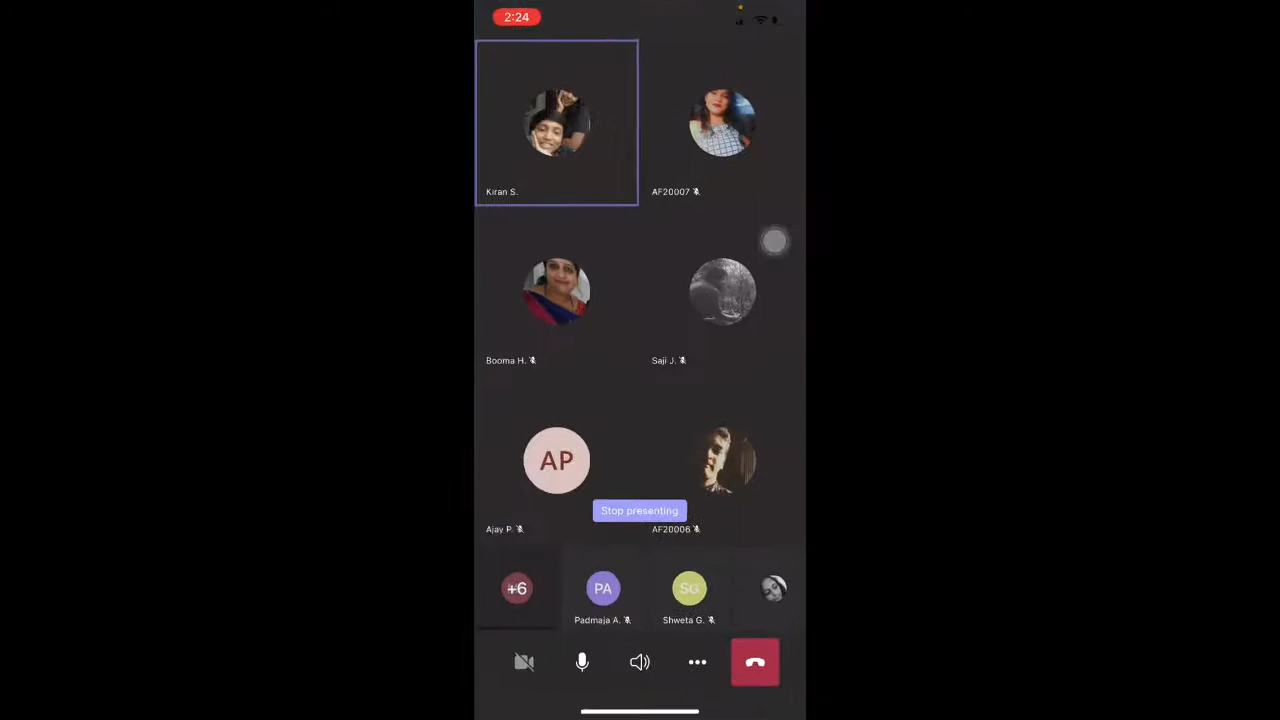 2:24
Kiran S.
AF20007
Booma H.
Saji J.
AP
Stop presenting
Ajay P.
AF20006
+6
PA
SG
Padmaja A.
Shweta G.